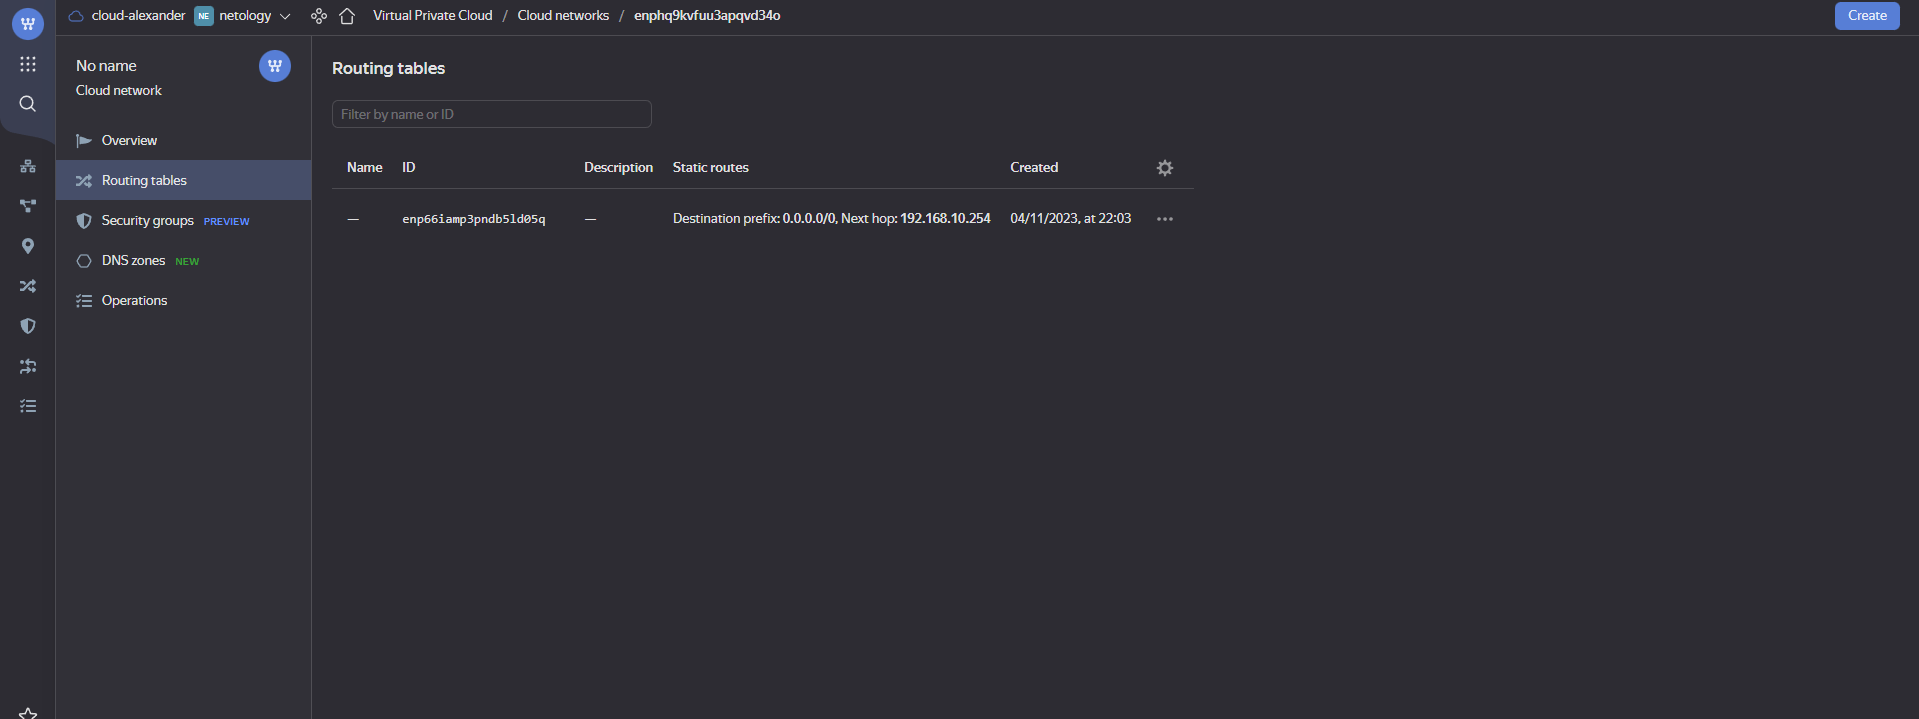 cloud-alexander NE netology Virtual Private Cloud / Cloud networks / enphq9kvfuu3apqvd34o Create
No name
Cloud network
Overview
Routing tables
Security groups PREVIEW
DNS zones NEW
Operations
Routing tables
Filter by name or ID
Name ID Description Static routes Created
— enp66iamp3pndb5ld05q — Destination prefix: 0.0.0.0/0, Next hop: 192.168.10.254 04/11/2023, at 22:03